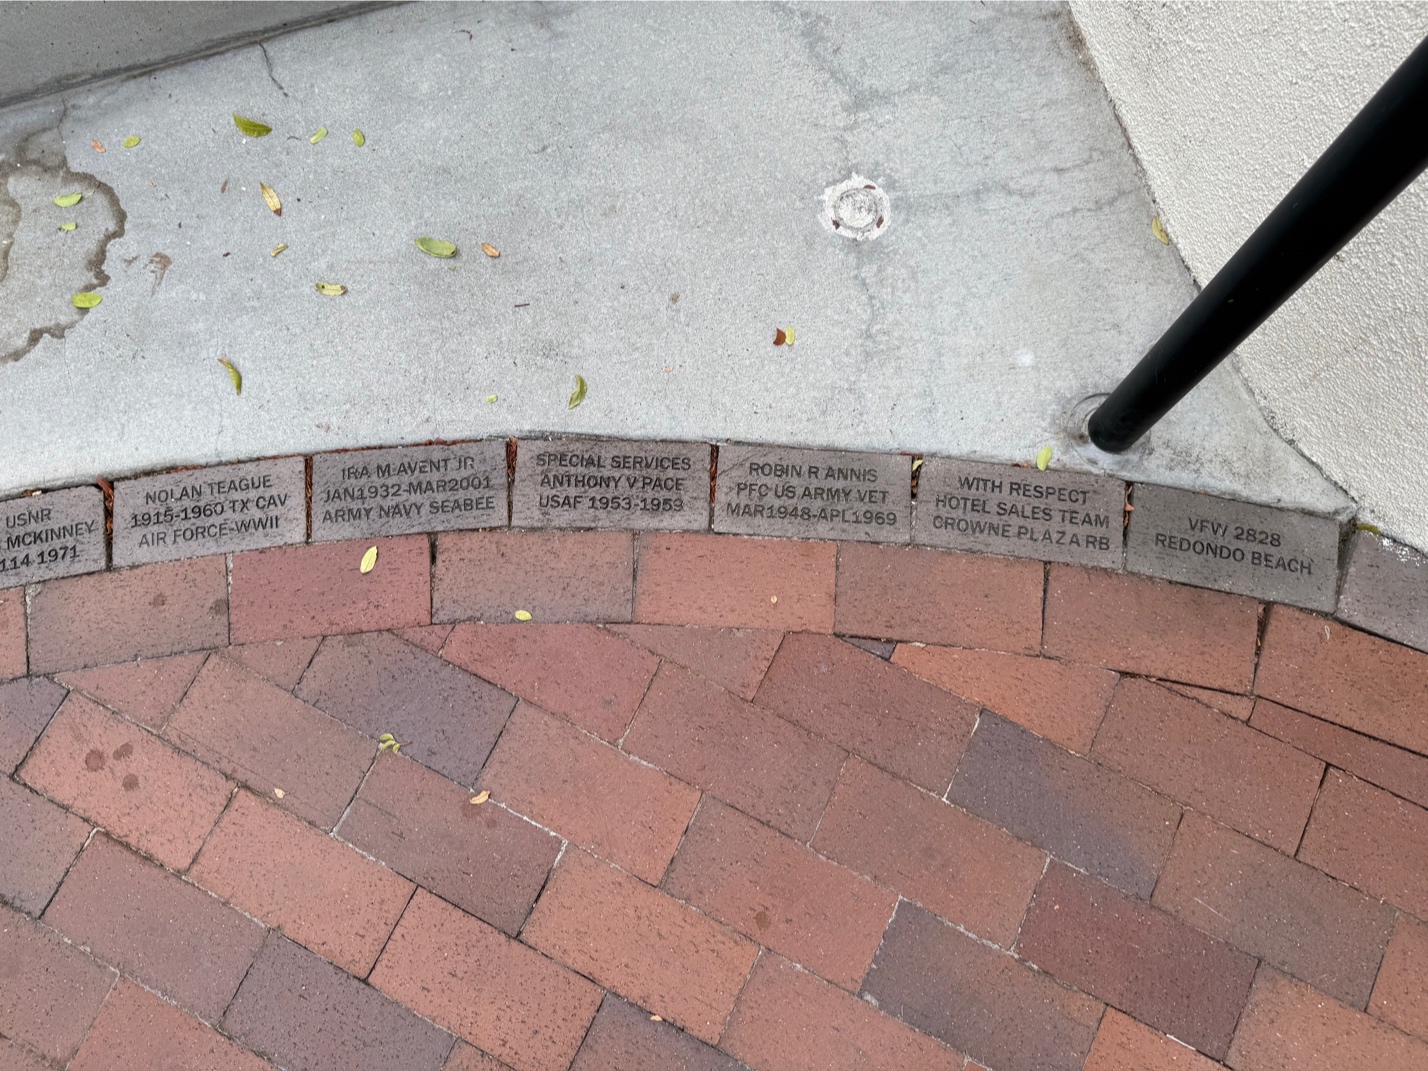 USNR
MCKINNEY
114 1971
NOLAN TEAGUE
1915-1960 TX CAV
AIR FORCE-WWII
IRA M AVENT JR
JAN1932-MAR2001
ARMY NAVY SEABEE
SPECIAL SERVICES
ANTHONY V PACE
USAF 1953-1959
ROBIN R ANNIS
PFC US ARMY VET
MAR1948-APL1969
WITH RESPECT
HOTEL SALES TEAM
CROWNE PLAZA RB
VFW 2828
REDONDO BEACH